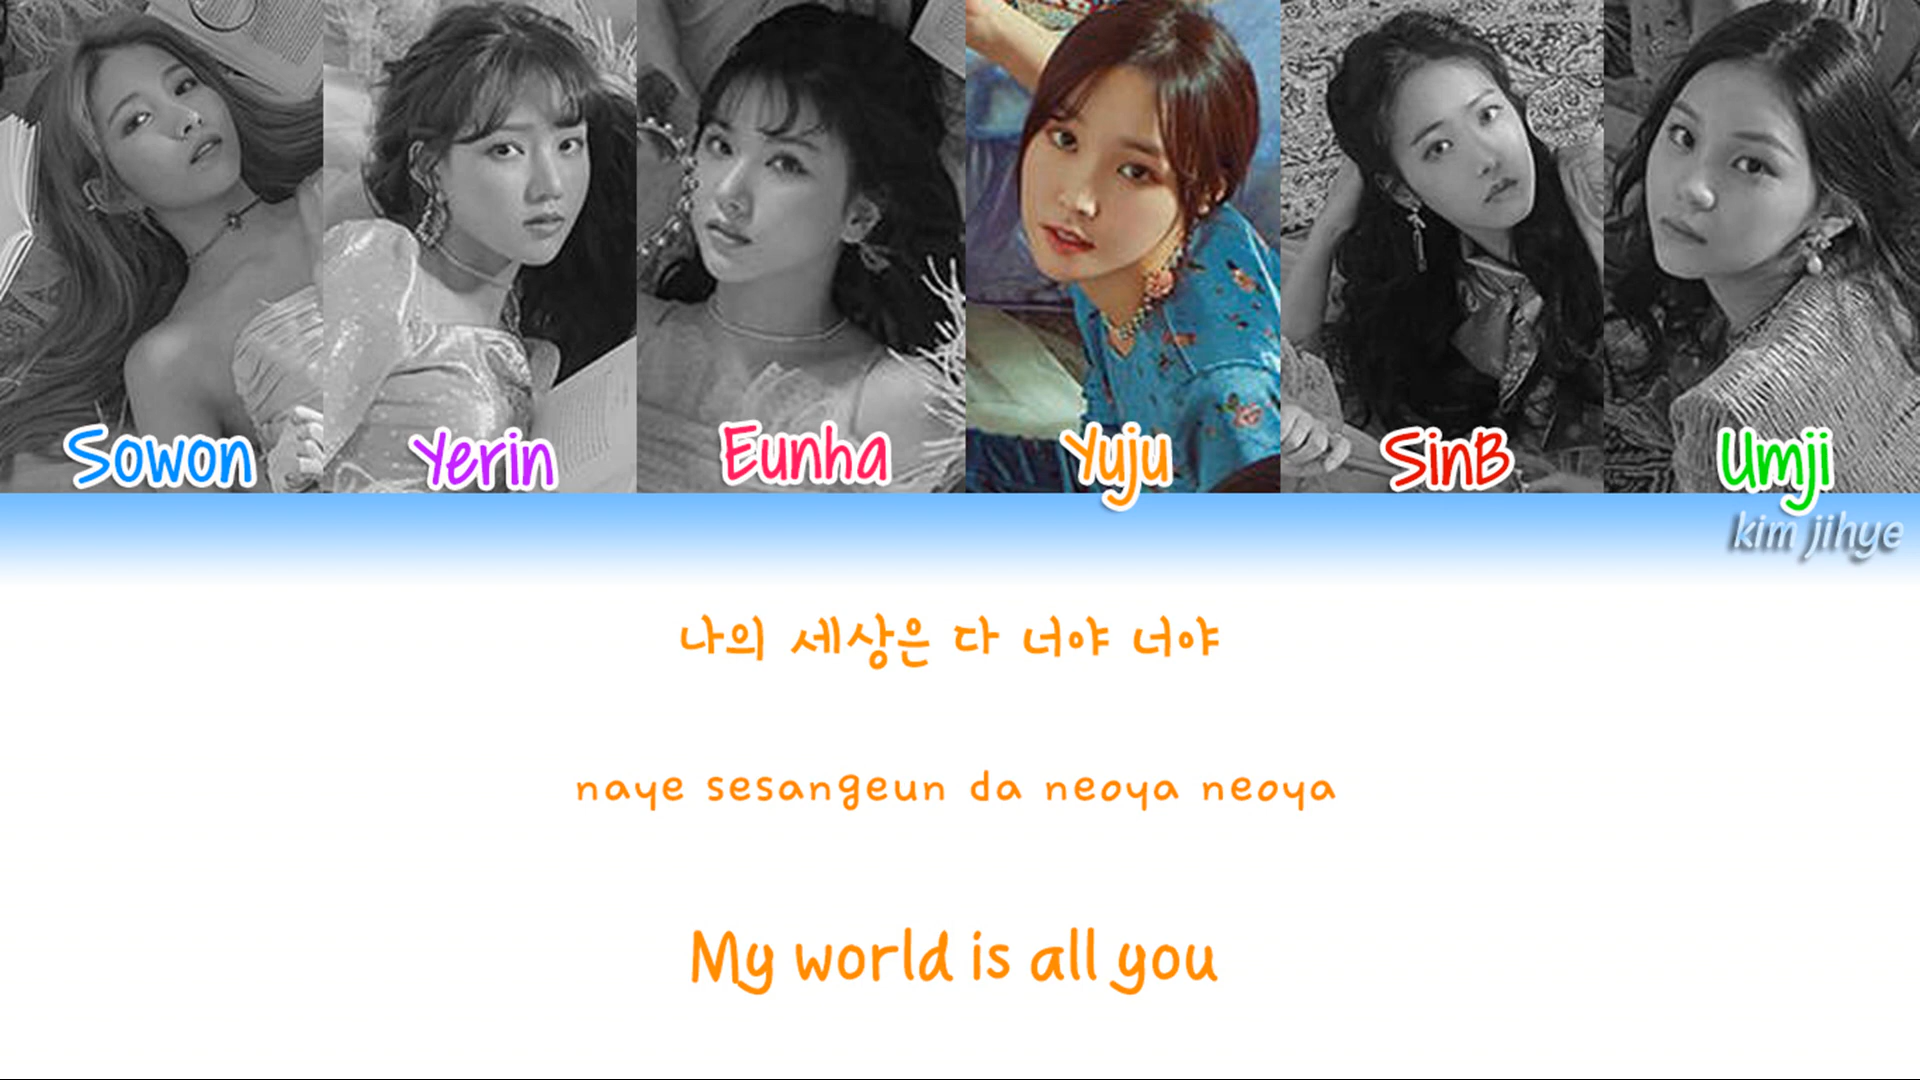 Sowon
Yerin
Eunha
Yuju
SinB
Umji
kim jihye
나의 세상은 다 너야 너야
naye sesangeun da neoya neoya
My world is all you